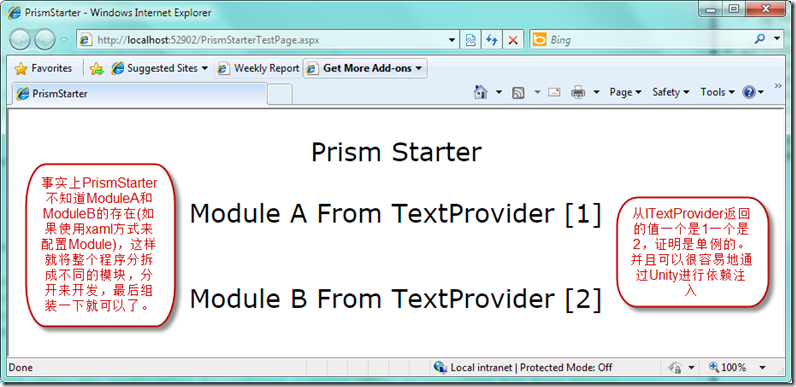 PrismStarter - Windows Internet Explorer
http://localhost:52902/PrismStarterTestPage.aspx
Bing
Favorites
Suggested Sites
Weekly Report
Get More Add-ons
PrismStarter
Page
Safety
Tools
Prism Starter
事实上PrismStarter
不知道ModuleA和
ModuleB的存在(如
果使用xaml方式来
配置Module)，这样
就将整个程序分拆
成不同的模块，分
开来开发，最后组
装一下就可以了。
Module A From TextProvider [1]
Module B From TextProvider [2]
从ITextProvider返回
的值一个是1一个是
2，证明是单例的。
并且可以很容易地通
过Unity进行依赖注
入
Done
Local intranet | Protected Mode: Off
100%